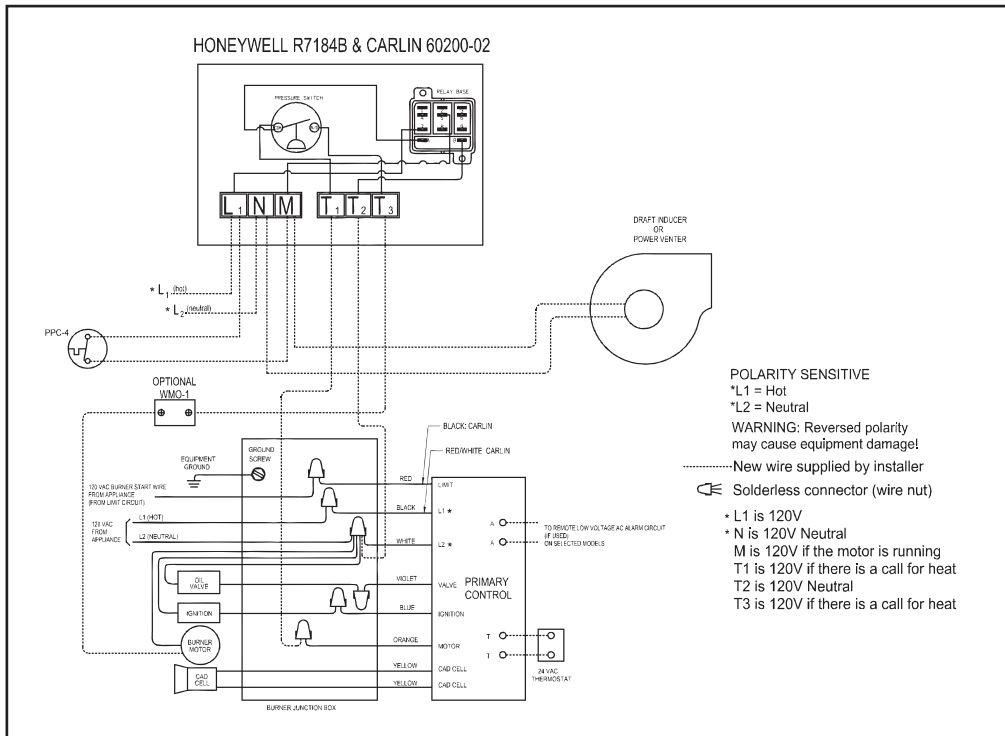 HONEYWELL R7184B & CARLIN 60200-02
PRESSURE SWITCH
RELAY BASE
L1 N M T1 T2 T3
DRAFT INDUCER
OR
POWER VENTER
* L1 (hot)
* L2 (neutral)
PPC-4
OPTIONAL
WMO-1
POLARITY SENSITIVE
*L1 = Hot
*L2 = Neutral
WARNING: Reversed polarity
may cause equipment damage!
New wire supplied by installer
Solderless connector (wire nut)
* L1 is 120V
* N is 120V Neutral
M is 120V if the motor is running
T1 is 120V if there is a call for heat
T2 is 120V Neutral
T3 is 120V if there is a call for heat
BLACK: CARLIN
RED/WHITE CARLIN
GROUND
SCREW
EQUIPMENT
GROUND
120 VAC BURNER START WIRE
FROM APPLIANCE
(FROM LIMIT CIRCUIT)
120 VAC
FROM
APPLIANCE
L1 (HOT)
L2 (NEUTRAL)
RED
LIMIT
BLACK
L1 *
WHITE
L2 *
A
A
TO REMOTE LOW VOLTAGE AC ALARM CIRCUIT
(IF USED)
ON SELECTED MODELS
OIL
VALVE
VIOLET
VALVE
PRIMARY
CONTROL
IGNITION
BLUE
IGNITION
BURNER
MOTOR
ORANGE
MOTOR
T
T
24 VAC
THERMOSTAT
CAD
CELL
YELLOW
CAD CELL
YELLOW
CAD CELL
BURNER JUNCTION BOX